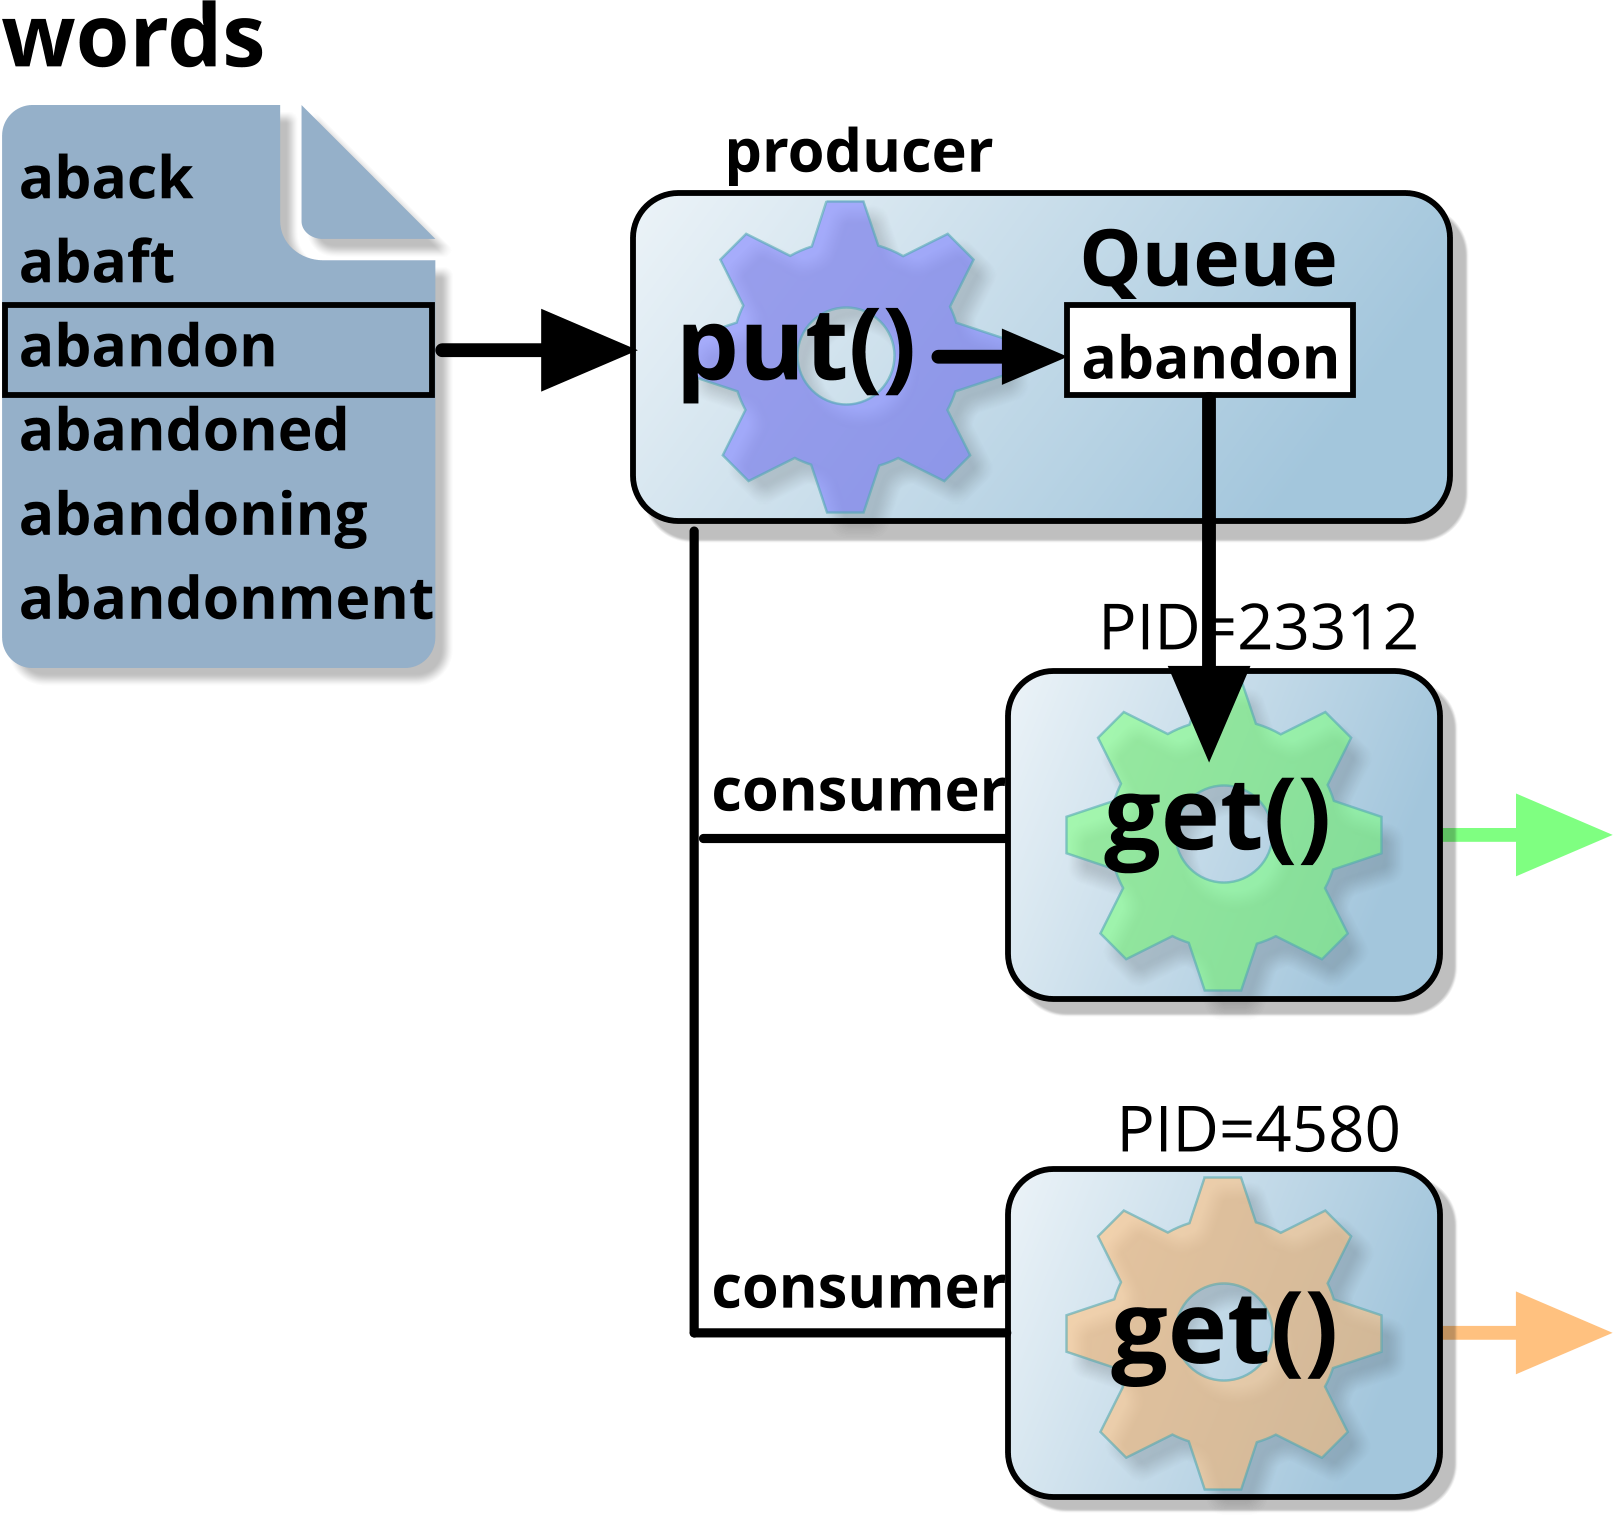 words
aback
abaft
abandon
abandoned
abandoning
abandonment
producer
put()
Queue
abandon
PID=23312
consumer
get()
PID=4580
consumer
get()